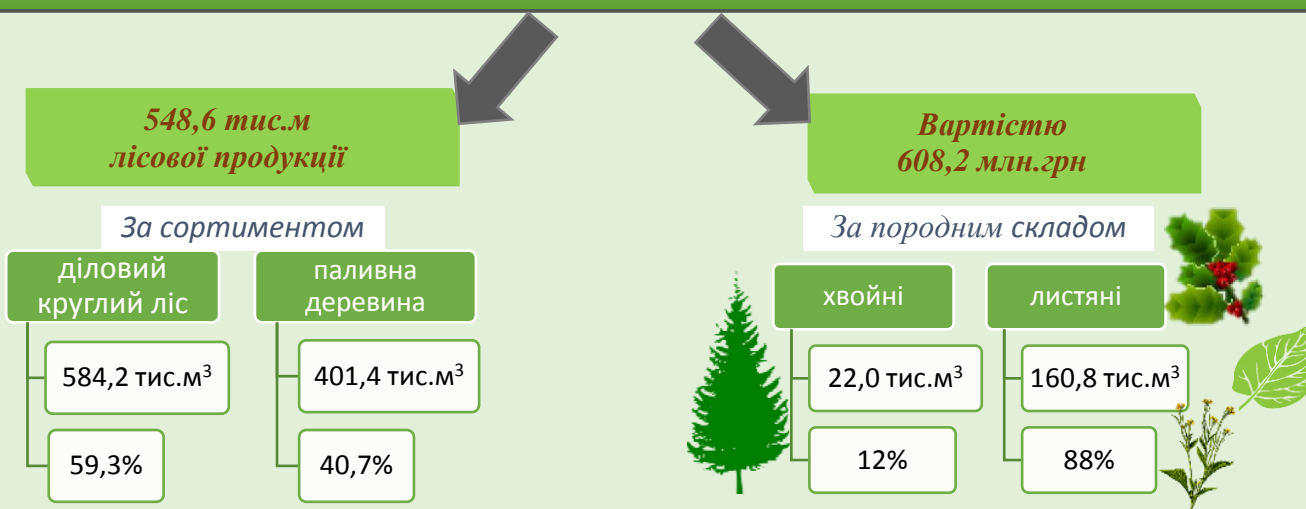 548,6 тис.м
лісової продукції
Вартістю
608,2 млн.грн
За сортиментом
діловий
круглий ліс
584,2 тис.м³
59,3%
паливна
деревина
401,4 тис.м³
40,7%
За породним складом
хвойні
22,0 тис.м³
12%
листяні
160,8 тис.м³
88%